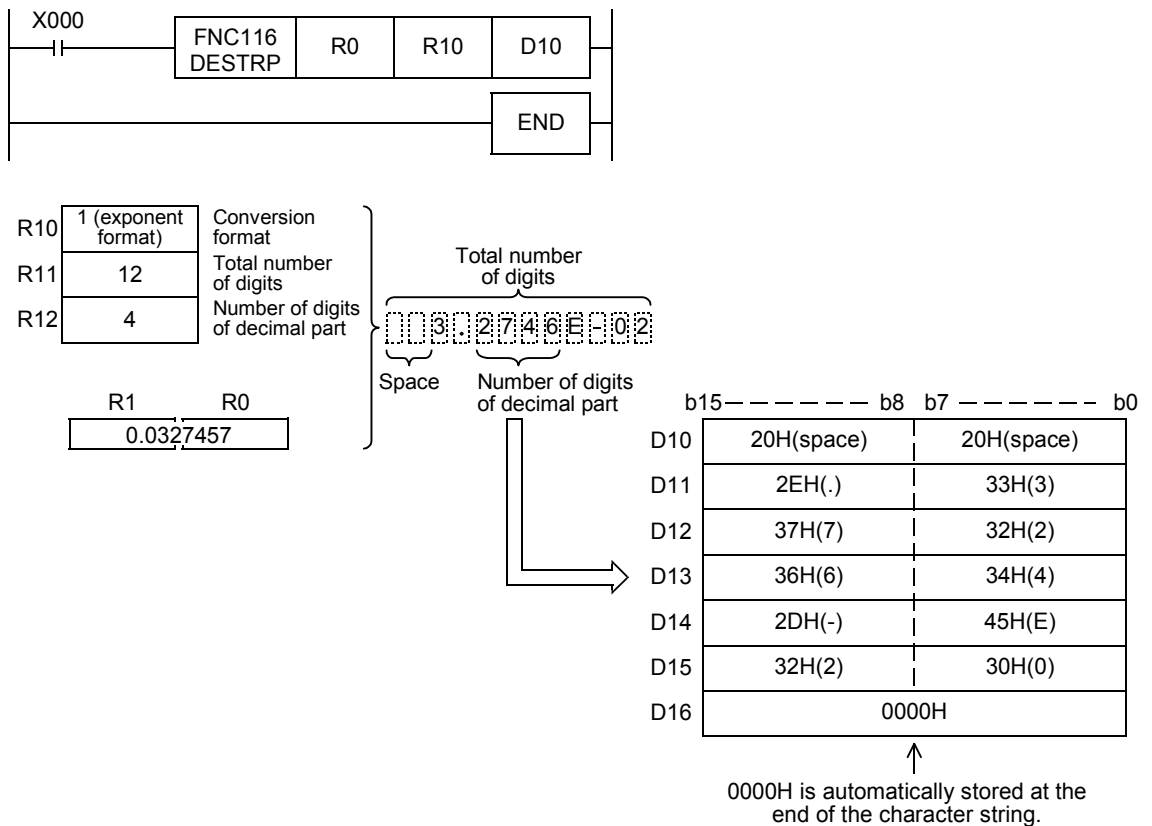 X000
FNC116
DESTRP
R0
R10
D10
END
R10
1 (exponent
format)
Conversion
format
R11
12
Total number
of digits
R12
4
Number of digits
of decimal part
Total number
of digits
3.2746E-02
Space
Number of digits
of decimal part
R1
R0
0.0327457
b15
b8
b7
b0
D10
20H(space)
20H(space)
D11
2EH(.)
33H(3)
D12
37H(7)
32H(2)
D13
36H(6)
34H(4)
D14
2DH(-)
45H(E)
D15
32H(2)
30H(0)
D16
0000H
0000H is automatically stored at the
end of the character string.